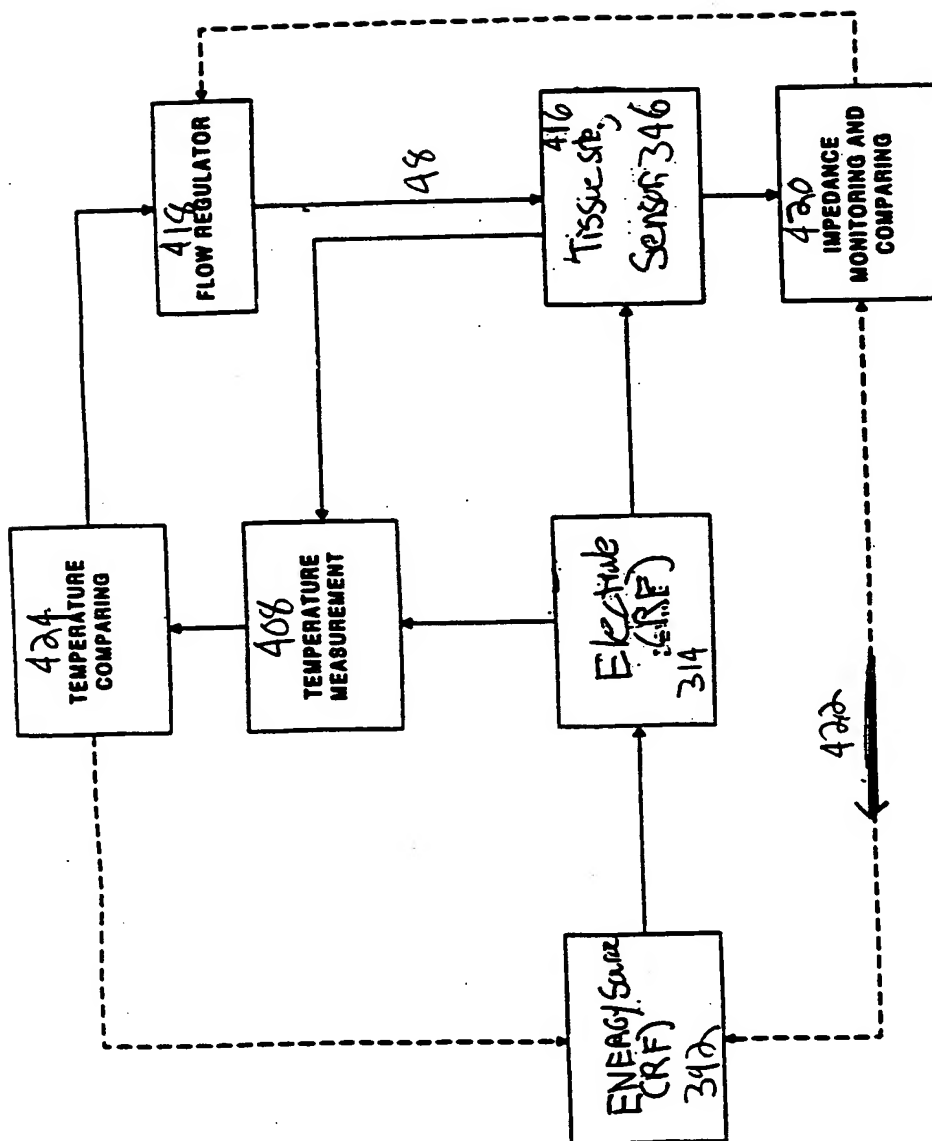 424
TEMPERATURE
COMPARING
418
FLOW REGULATOR
408
TEMPERATURE
MEASUREMENT
48
416
Tissue site,
Sensor 346
Electrode
(RF)
314
ENERGY Source
(RF)
392
422
420
IMPEDANCE
MONITORING AND
COMPARING